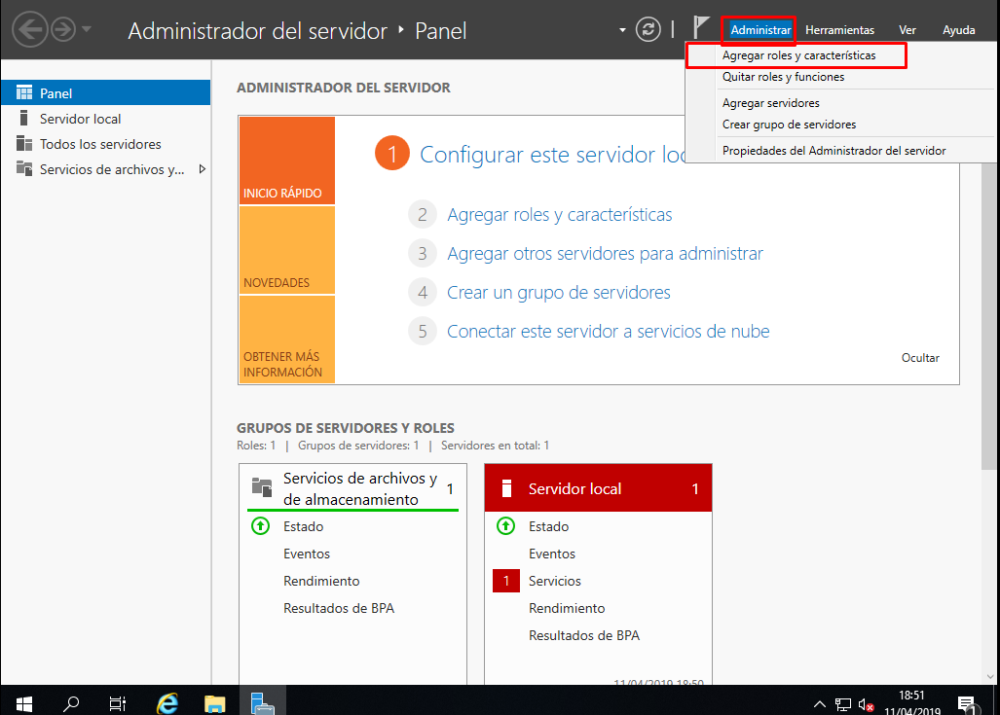 Administrador del servidor ‣ Panel
Administrar Herramientas Ver Ayuda
Agregar roles y características
Quitar roles y funciones
Agregar servidores
Crear grupo de servidores
Propiedades del Administrador del servidor
Panel
Servidor local
Todos los servidores
Servicios de archivos y...
ADMINISTRADOR DEL SERVIDOR
INICIO RÁPIDO
NOVEDADES
OBTENER MÁS
INFORMACIÓN
1 Configurar este servidor loc
2 Agregar roles y características
3 Agregar otros servidores para administrar
4 Crear un grupo de servidores
5 Conectar este servidor a servicios de nube
Ocultar
GRUPOS DE SERVIDORES Y ROLES
Roles: 1 | Grupos de servidores: 1 | Servidores en total: 1
Servicios de archivos y
de almacenamiento 1
Estado
Eventos
Rendimiento
Resultados de BPA
Servidor local 1
Estado
Eventos
1 Servicios
Rendimiento
Resultados de BPA
11/04/2019 18:50
18:51
11/04/2019
1